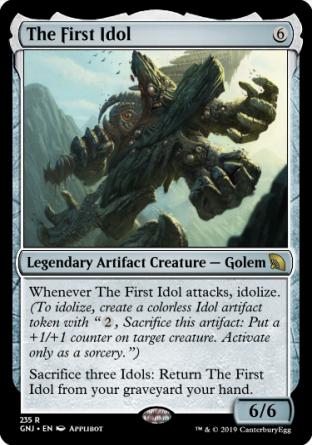 The First Idol 6
Legendary Artifact Creature — Golem
Whenever The First Idol attacks, idolize.
(To idolize, create a colorless Idol artifact
token with “ 2 , Sacrifice this artifact: Put a
+1/+1 counter on target creature. Activate
only as a sorcery.”)
Sacrifice three Idols: Return The First
Idol from your graveyard your hand.
6/6
235 R
GNJ • EN APPLIBOT
™ & © 2019 CanterburyEgg